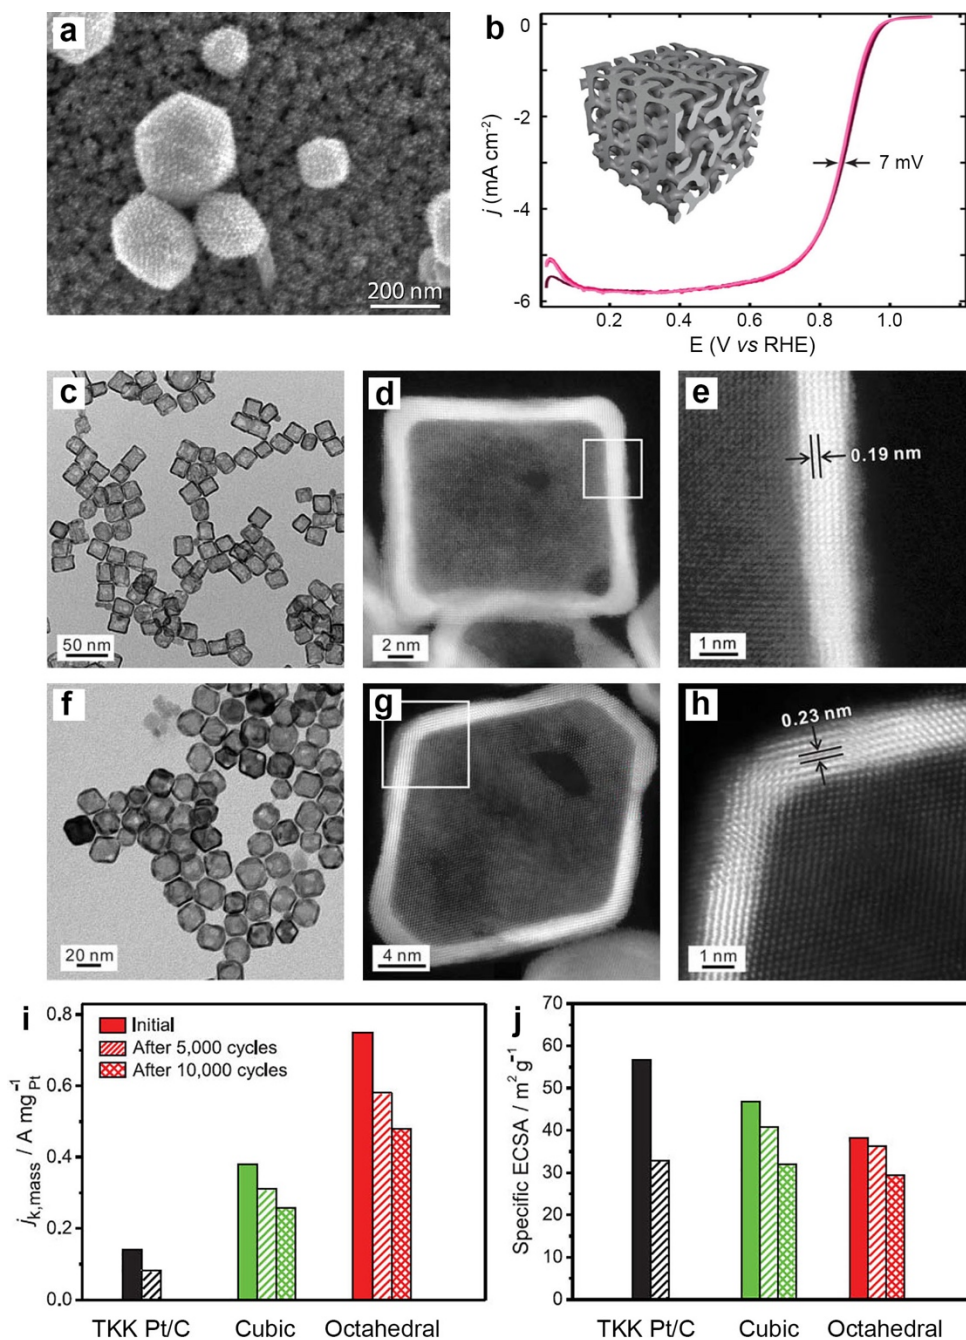 a
200 nm
b
0
-2
-4
-6
j (mA cm⁻²)
7 mV
0.2 0.4 0.6 0.8 1.0
E (V vs RHE)
c
50 nm
d
2 nm
e
0.19 nm
1 nm
f
20 nm
g
4 nm
h
0.23 nm
1 nm
i
0.8
0.6
0.4
0.2
0.0
jk,mass / A mg⁻¹Pt
Initial
After 5,000 cycles
After 10,000 cycles
TKK Pt/C Cubic Octahedral
j
70
60
50
40
30
20
10
0
Specific ECSA / m² g⁻¹
TKK Pt/C Cubic Octahedral